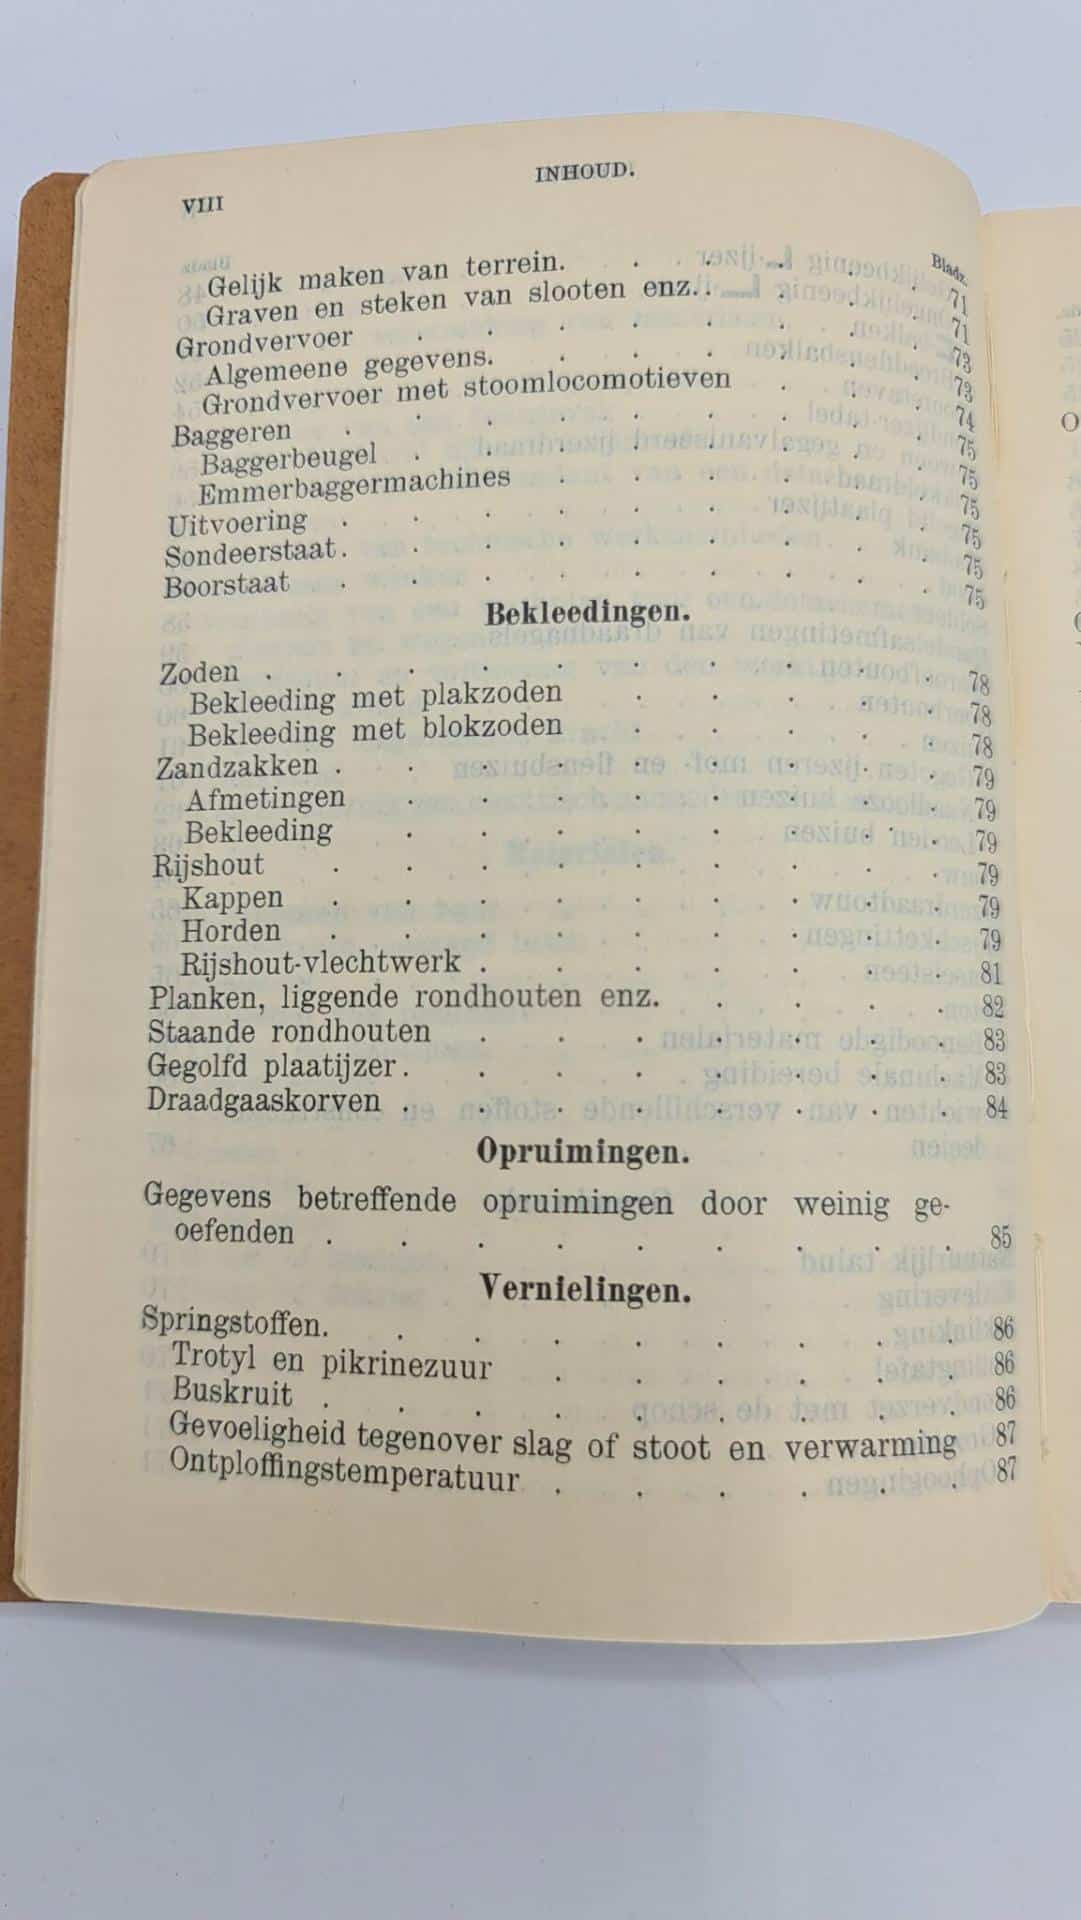 VIII
INHOUD.
Bladz.
Gelijk maken van terrein. . . . . . 71
Graven en steken van slooten enz. . . . . 71
Grondvervoer . . . . . . . . 73
Algemeene gegevens. . . . . . . 73
Grondvervoer met stoomlocomotieven . . . 74
Baggeren . . . . . . . . 75
Baggerbeugel . . . . . . . 75
Emmerbaggermachines . . . . . . 75
Uitvoering . . . . . . . . 75
Sondeerstaat . . . . . . . . 75
Boorstaat . . . . . . . . . 75
Bekleedingen.
Zoden . . . . . . . . . 78
Bekleeding met plakzoden . . . . . 78
Bekleeding met blokzoden . . . . . 78
Zandzakken . . . . . . . . . 79
Afmetingen . . . . . . . . 79
Bekleeding . . . . . . . . 79
Rijshout . . . . . . . . . 79
Kappen . . . . . . . . . 79
Horden . . . . . . . . . 79
Rijshout-vlechtwerk . . . . . . . 81
Planken, liggende rondhouten enz. . . . . 82
Staande rondhouten . . . . . . . 83
Gegolfd plaatijzer . . . . . . . . 83
Draadgaaskorven . . . . . . . . 84
Opruimingen.
Gegevens betreffende opruimingen door weinig ge-
oefenden . . . . . . . . . 85
Vernielingen.
Springstoffen. . . . . . . . . 86
Trotyl en pikrinezuur . . . . . . 86
Buskruit . . . . . . . . . 86
Gevoeligheid tegenover slag of stoot en verwarming 87
Ontploffingstemperatuur . . . . . . 87